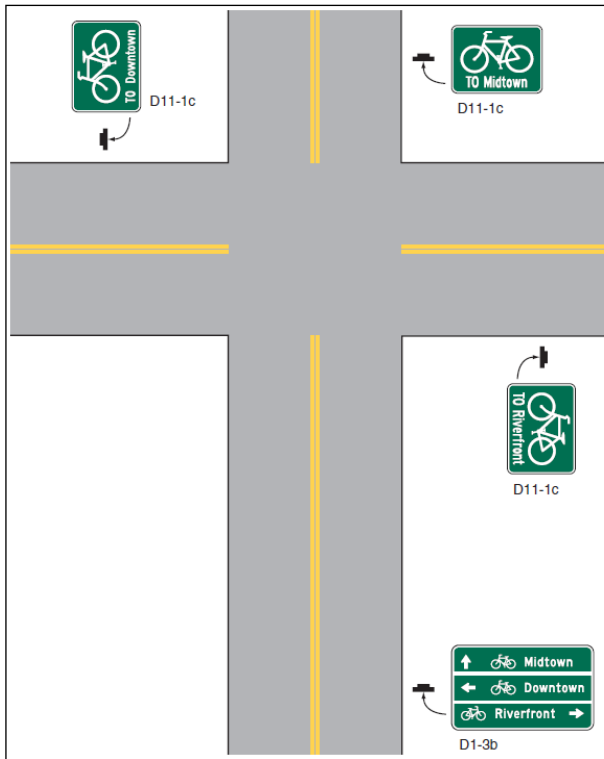 TO Downtown
D11-1c
TO Midtown
D11-1c
TO Riverfront
D11-1c
Midtown
Downtown
Riverfront
D1-3b